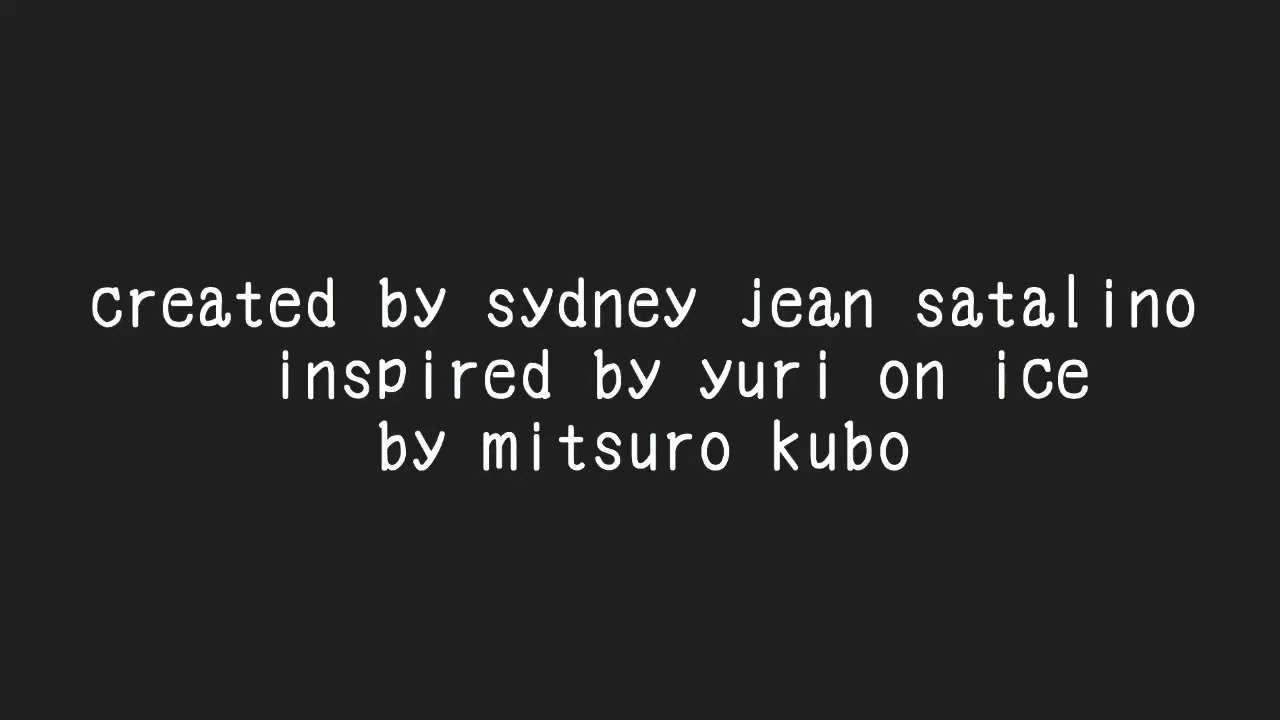 created by sydney jean satalino
inspired by yuri on ice
by mitsuro kubo